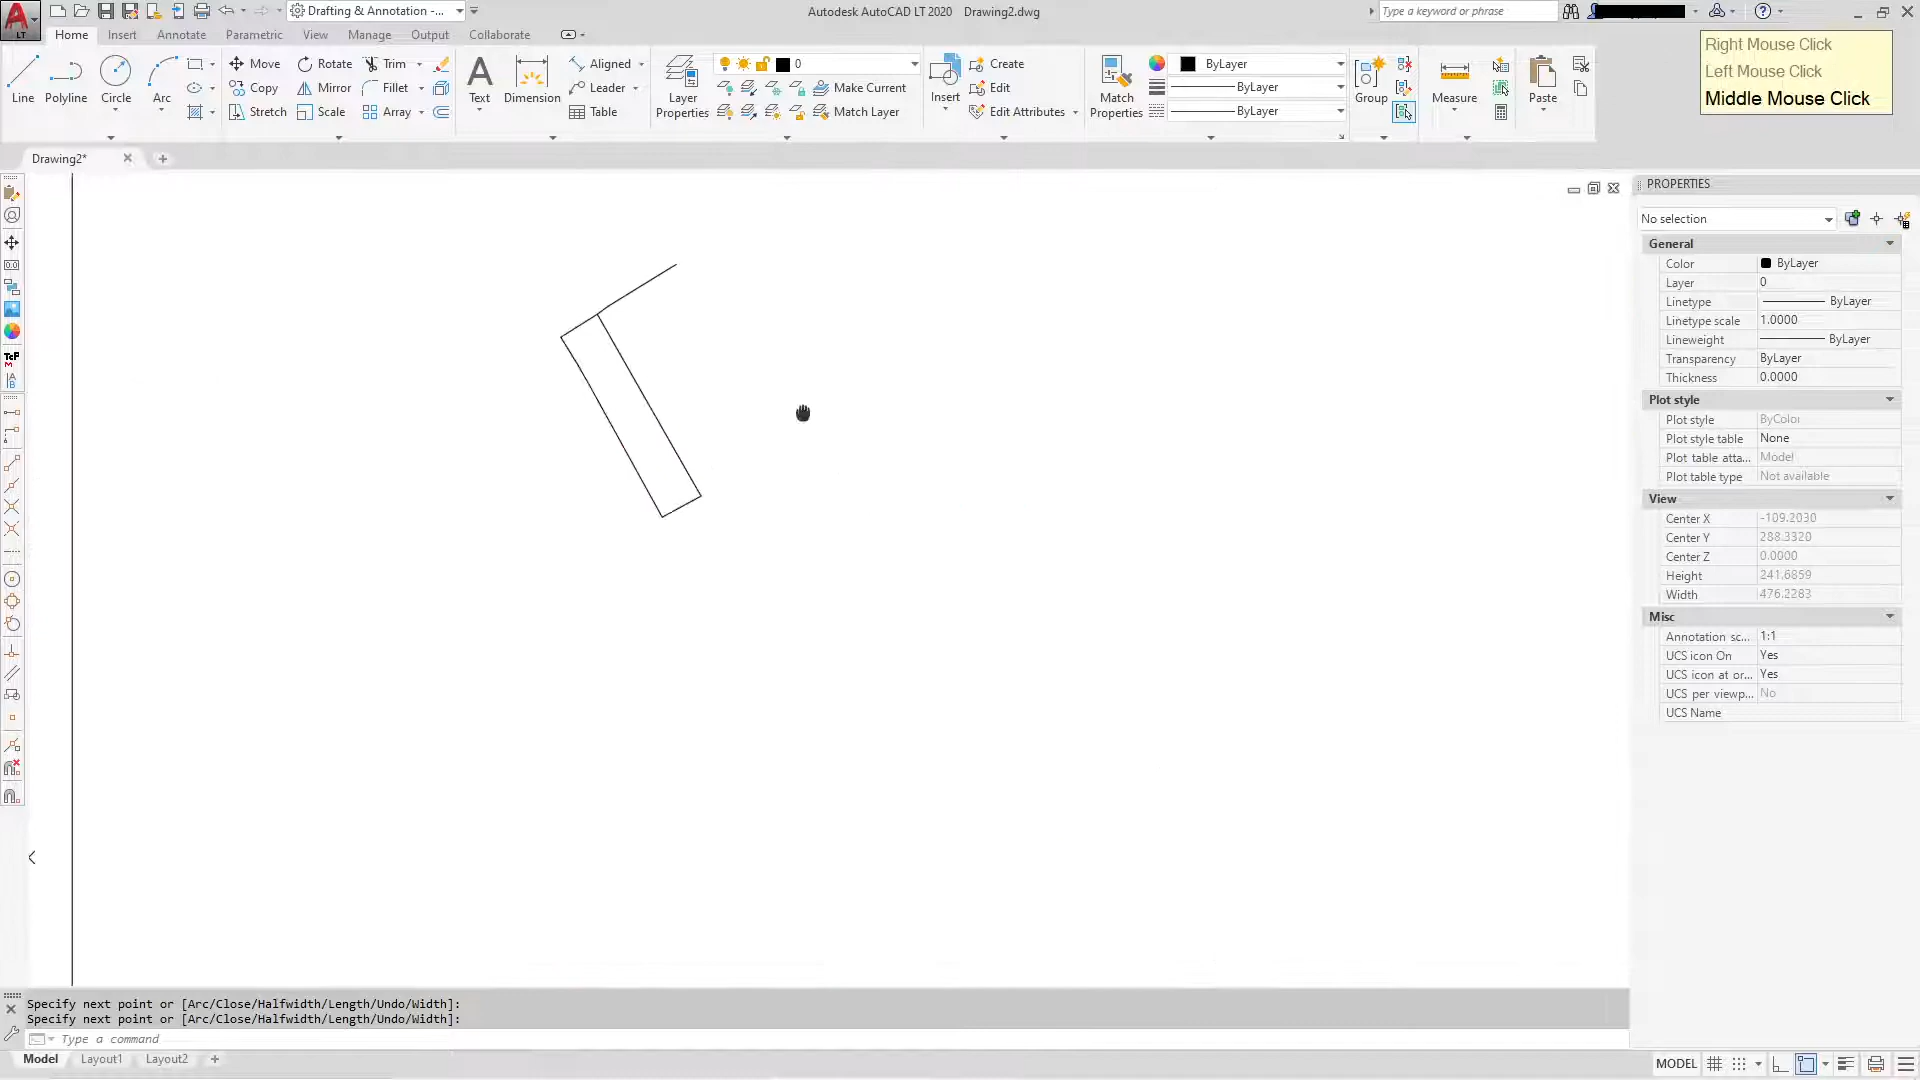 Drafting & Annotation -...
Autodesk AutoCAD LT 2020 Drawing2.dwg
Type a keyword or phrase
LT
Home Insert Annotate Parametric View Manage Output Collaborate
Right Mouse Click
Left Mouse Click
Middle Mouse Click
Line
Polyline
Circle
Arc
Move Rotate Trim
Copy Mirror Fillet
Stretch Scale Array
Text
Dimension
Aligned
Leader
Table
Layer
Properties
0
Make Current
Match Layer
Insert
Create
Edit
Edit Attributes
Match
Properties
ByLayer
ByLayer
ByLayer
Group
Measure
Paste
Drawing2*
PROPERTIES
No selection
General
Color ByLayer
Layer 0
Linetype ByLayer
Linetype scale 1.0000
Lineweight ByLayer
Transparency ByLayer
Thickness 0.0000
Plot style
Plot style ByColor
Plot style table None
Plot table atta... Model
Plot table type Not available
View
Center X -109.2030
Center Y 288.3320
Center Z 0.0000
Height 241.6859
Width 476.2283
Misc
Annotation sc... 1:1
UCS icon On Yes
UCS icon at or... Yes
UCS per viewp... No
UCS Name
Specify next point or [Arc/Close/Halfwidth/Length/Undo/Width]:
Specify next point or [Arc/Close/Halfwidth/Length/Undo/Width]:
Type a command
Model Layout1 Layout2
MODEL